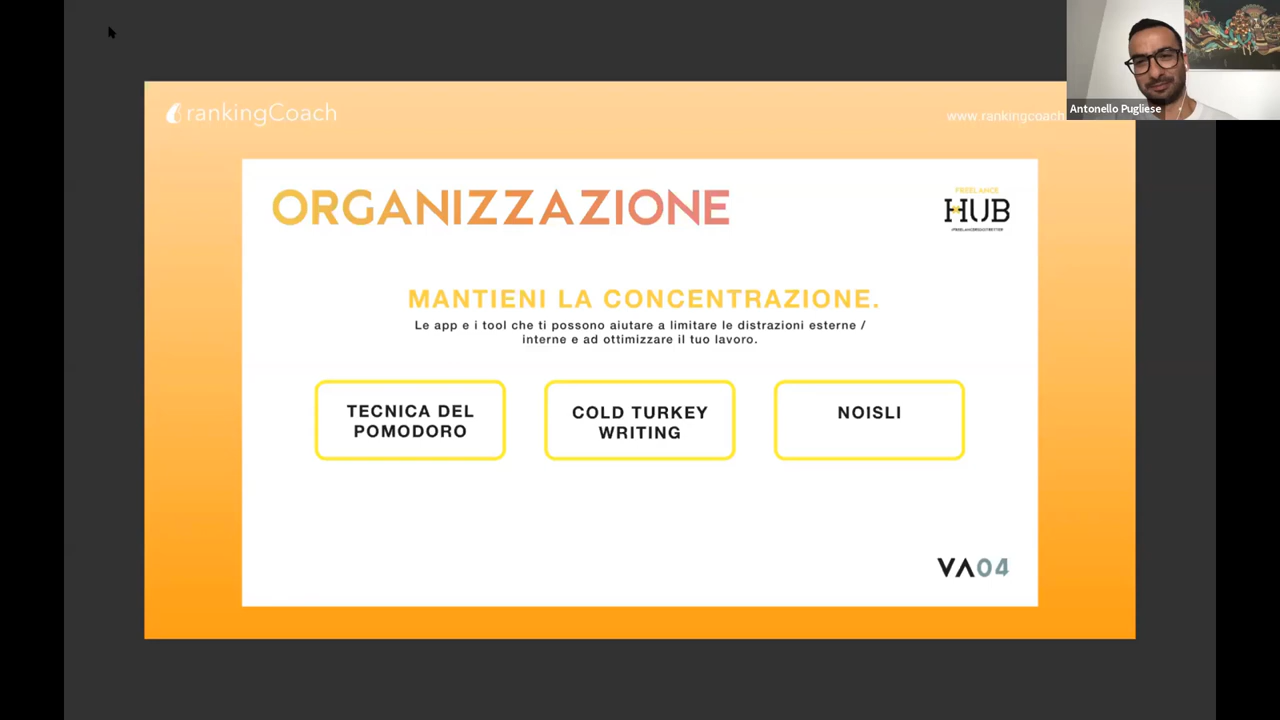 rankingCoach
www.rankingcoach
Antonello Pugliese
ORGANIZZAZIONE
FREELANCE
HUB
MANTIENI LA CONCENTRAZIONE.
Le app e i tool che ti possono aiutare a limitare le distrazioni esterne /
interne e ad ottimizzare il tuo lavoro.
TECNICA DEL
POMODORO
COLD TURKEY
WRITING
NOISLI
VA04